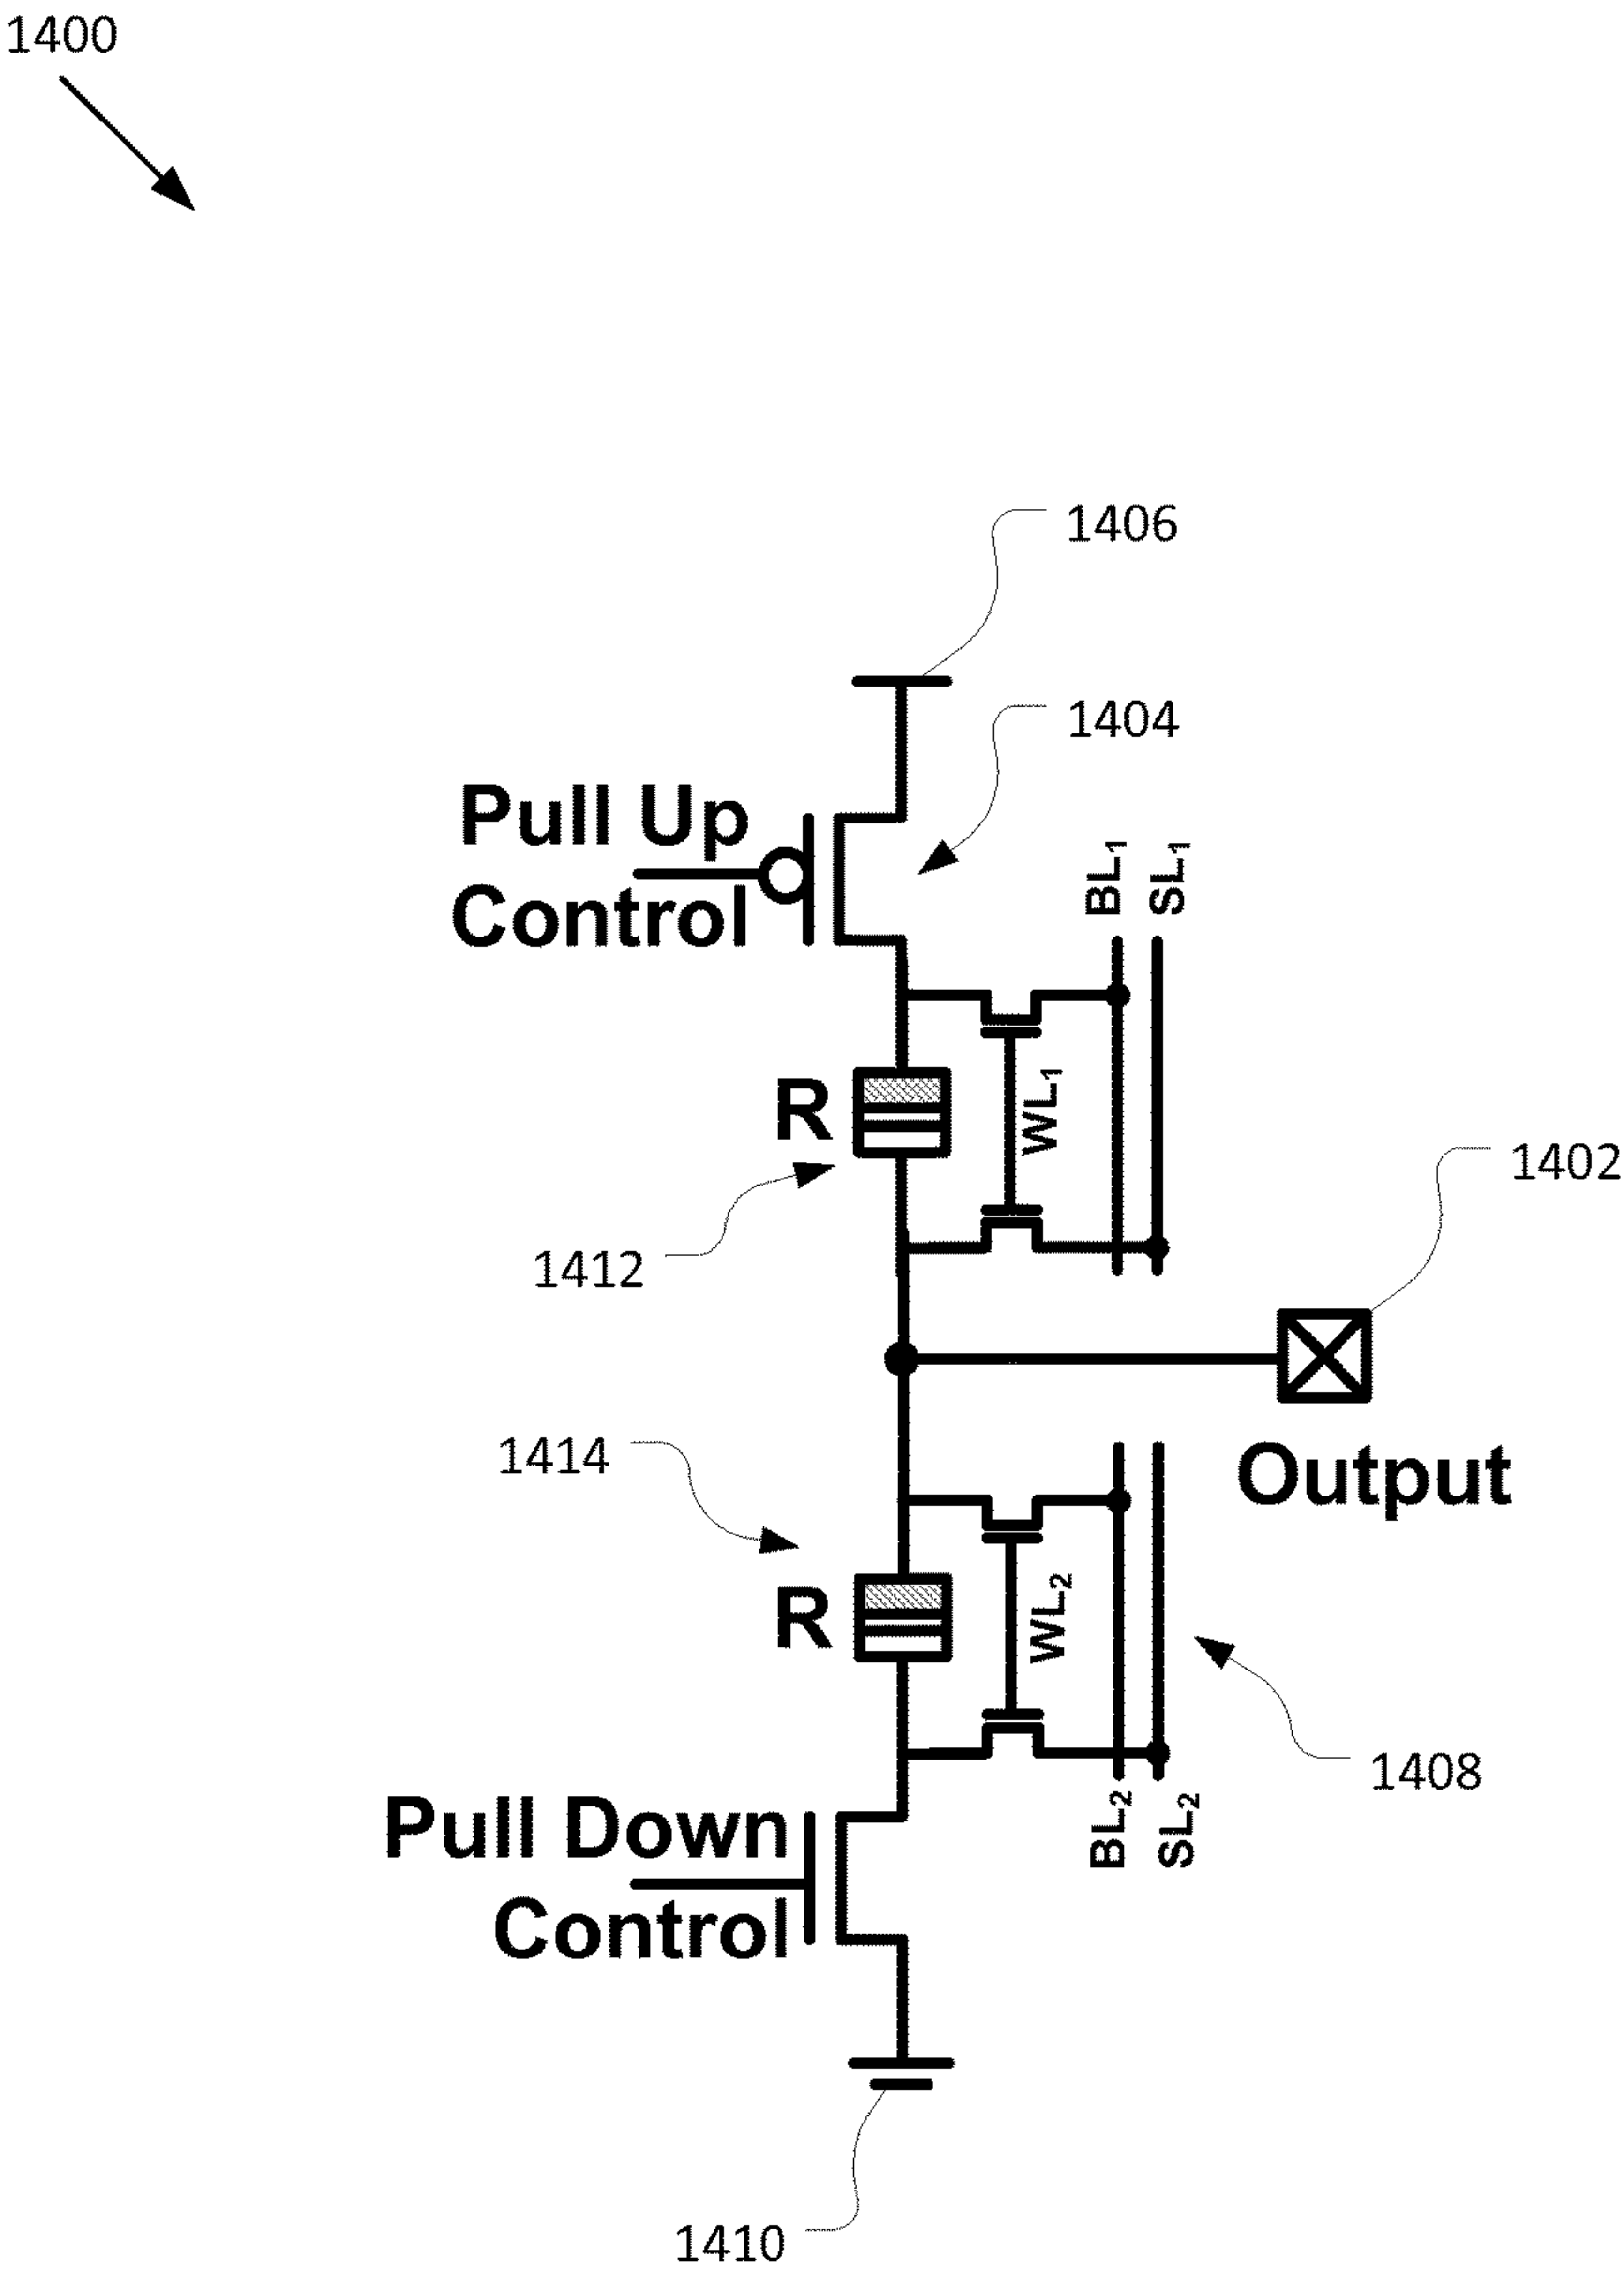 1400
1406
1404
Pull Up
Control
BL1
SL1
R
WL1
1402
1412
1414
Output
R
WL2
1408
BL2
SL2
Pull Down
Control
1410